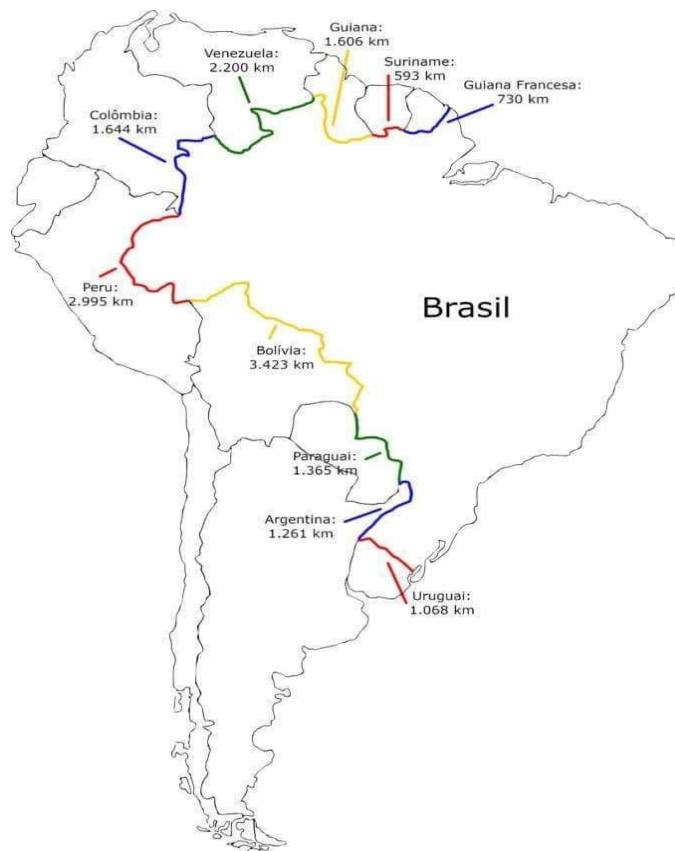 Guiana:
1.606 km
Venezuela:
2.200 km
Suriname:
593 km
Guiana Francesa:
730 km
Colômbia:
1.644 km
Peru:
2.995 km
Brasil
Bolívia:
3.423 km
Paraguai:
1.365 km
Argentina:
1.261 km
Uruguai:
1.068 km